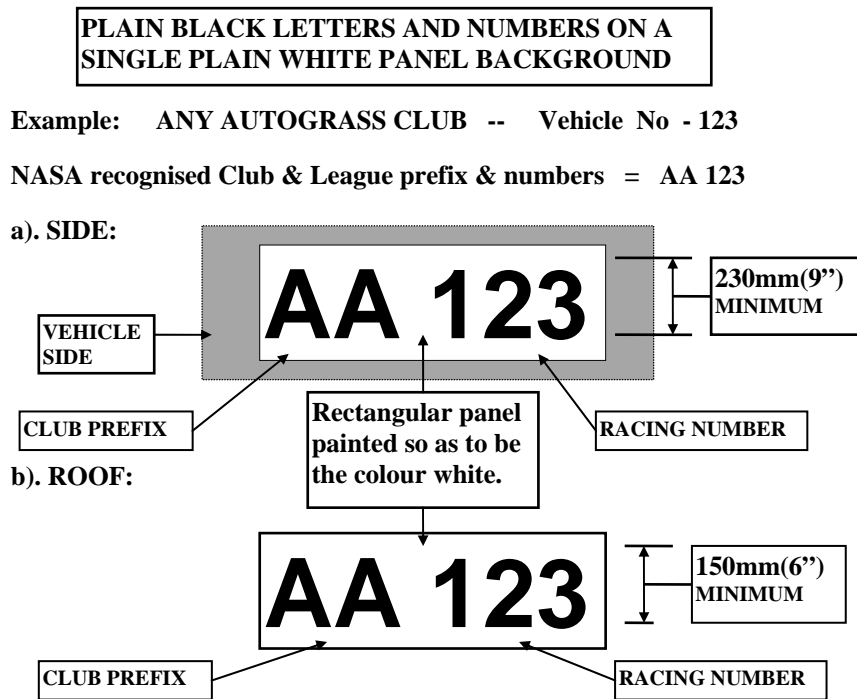 PLAIN BLACK LETTERS AND NUMBERS ON A
SINGLE PLAIN WHITE PANEL BACKGROUND
Example: ANY AUTOGRASS CLUB -- Vehicle No - 123
NASA recognised Club & League prefix & numbers = AA 123
a). SIDE:
AA 123
230mm(9”)
MINIMUM
VEHICLE
SIDE
CLUB PREFIX
Rectangular panel
painted so as to be
the colour white.
RACING NUMBER
b). ROOF:
AA 123
150mm(6”)
MINIMUM
CLUB PREFIX
RACING NUMBER